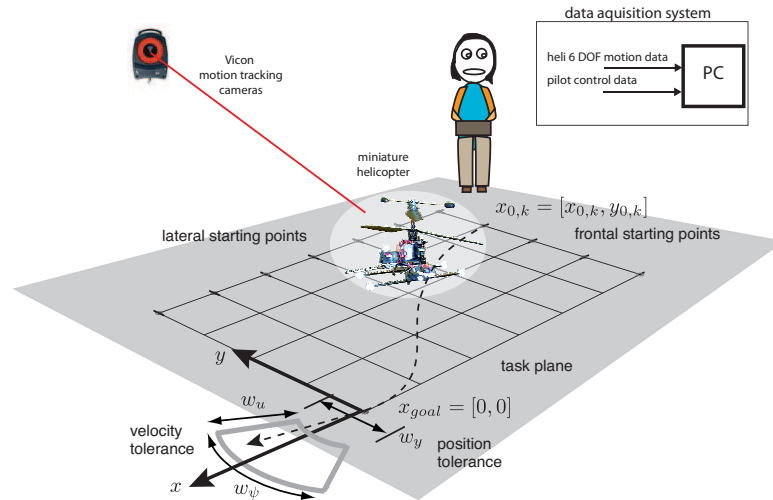 data aquisition system
heli 6 DOF motion data
pilot control data
PC
Vicon
motion tracking
cameras
miniature
helicopter
x_{0,k} = [x_{0,k}, y_{0,k}]
lateral starting points
frontal starting points
y
task plane
w_u
x_{goal} = [0, 0]
velocity
tolerance
w_y
position
tolerance
x
w_ψ